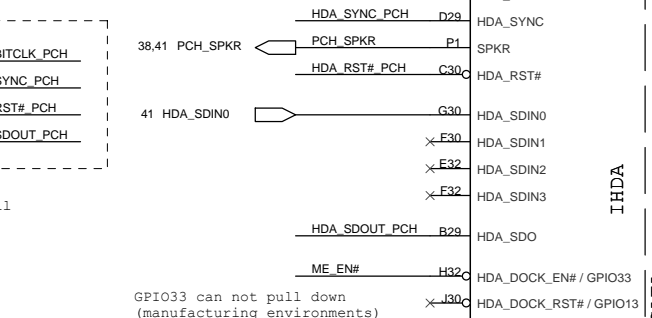 HDA_SYNC_PCH D29 HDA_SYNC
38,41 PCH_SPKR PCH_SPKR P1 SPKR
BITCLK_PCH
SYNC_PCH
RST#_PCH
SDOUT_PCH
HDA_RST#_PCH C30 HDA_RST#
41 HDA_SDIN0 G30 HDA_SDIN0
F30 HDA_SDIN1
E32 HDA_SDIN2
F32 HDA_SDIN3
IHDA
HDA_SDOUT_PCH B29 HDA_SDO
ME_EN# H32 HDA_DOCK_EN# / GPIO33
J30 HDA_DOCK_RST# / GPIO13
GPIO33 can not pull down
(manufacturing environments)